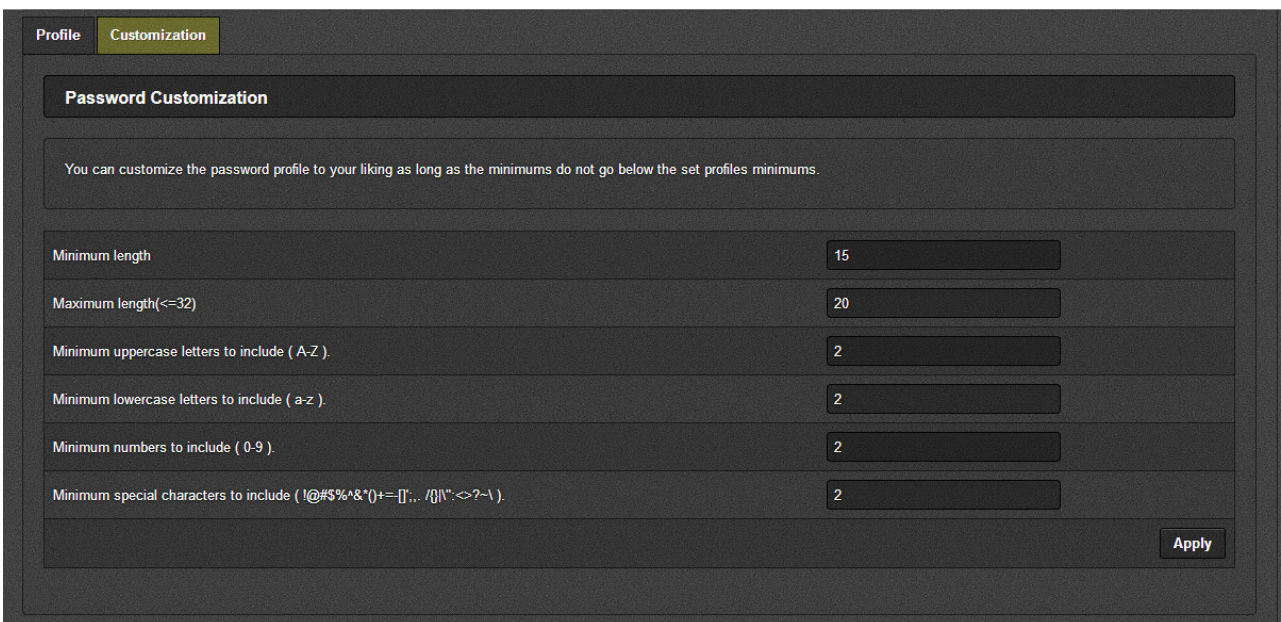 Profile Customization
Password Customization
You can customize the password profile to your liking as long as the minimums do not go below the set profiles minimums.
Minimum length 15
Maximum length(<=32) 20
Minimum uppercase letters to include ( A-Z ). 2
Minimum lowercase letters to include ( a-z ). 2
Minimum numbers to include ( 0-9 ). 2
Minimum special characters to include ( !@#$%^&*()+=-[]';,. /{}|\":<>?~\ ). 2
Apply